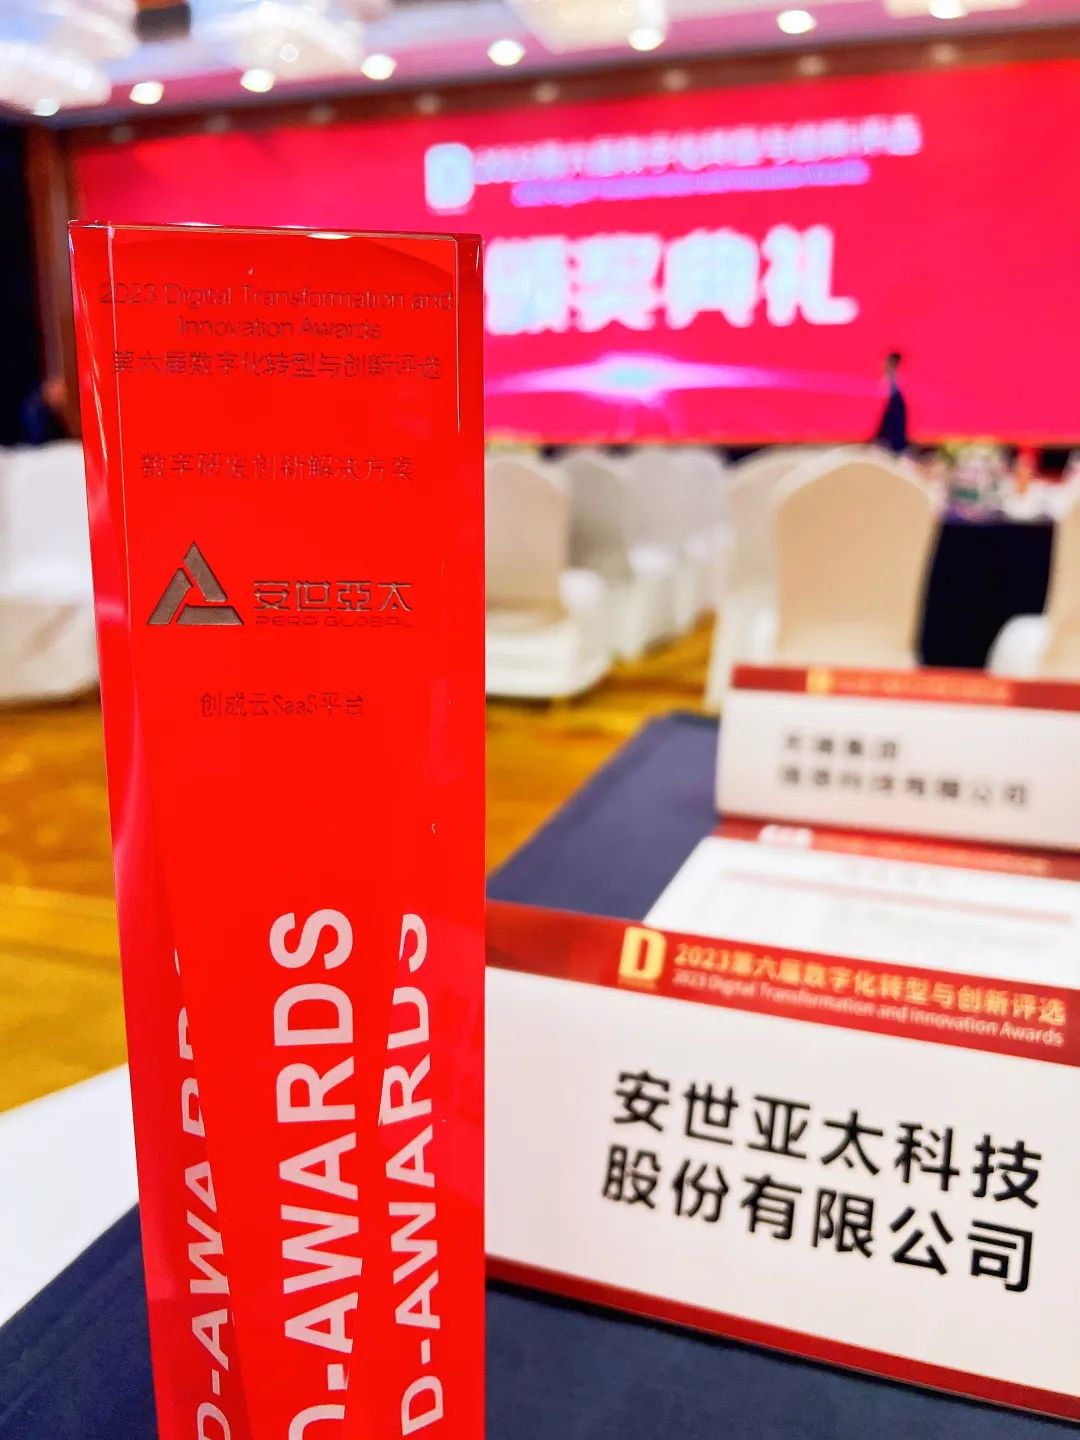 颁奖典礼
2023 Digital Transformation and
Innovation Awards
第六届数字化转型与创新评选
数字研发创新解决方案
安世亞太
PERA GLOBAL
创成云SaaS平台
D-AWARDS
D-AWARDS
D-AWARDS
D
2023第六届数字化转型与创新评选
2023 Digital Transformation and Innovation Awards
安世亚太科技
股份有限公司